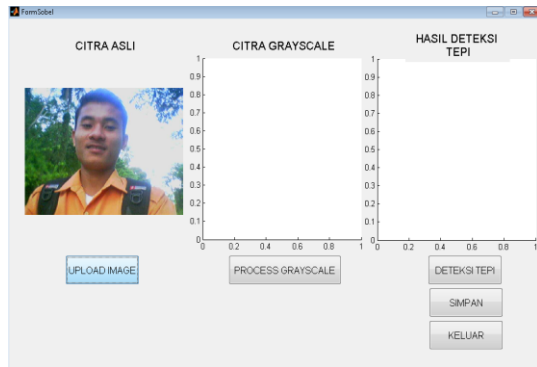 FormSobel
CITRA ASLI
CITRA GRAYSCALE
HASIL DETEKSI
TEPI
1
0.9
0.8
0.7
0.6
0.5
0.4
0.3
0.2
0.1
0
0 0.2 0.4 0.6 0.8 1
1
0.9
0.8
0.7
0.6
0.5
0.4
0.3
0.2
0.1
0
0 0.2 0.4 0.6 0.8 1
UPLOAD IMAGE
PROCESS GRAYSCALE
DETEKSI TEPI
SIMPAN
KELUAR